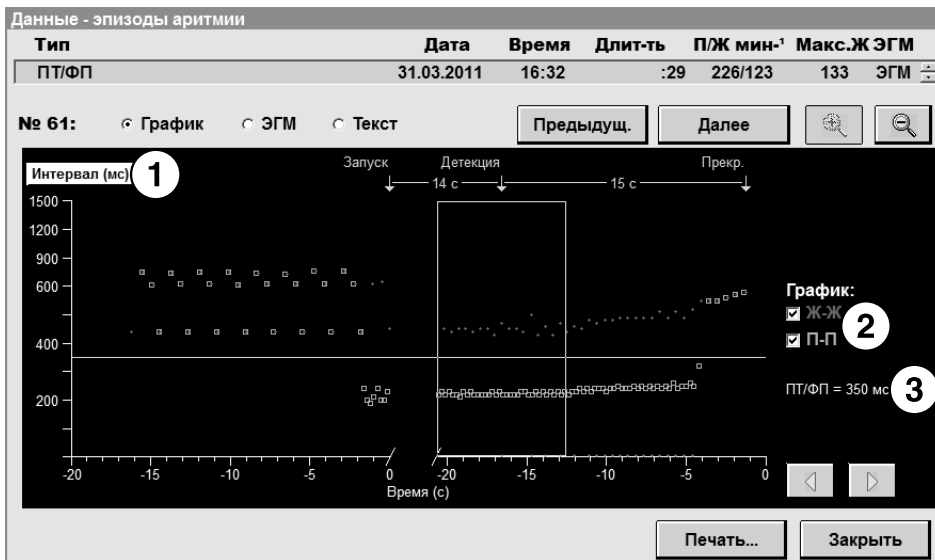 Данные - эпизоды аритмии
Тип Дата Время Длит-ть П/Ж мин-¹ Макс.Ж ЭГМ
ПТ/ФП 31.03.2011 16:32 :29 226/123 133 ЭГМ
№ 61: График ЭГМ Текст Предыдущ. Далее
Запуск Детекция Прекр.
Интервал (мс) 1
14 с 15 с
1500
1200
900
600
400
200
График:
Ж-Ж
П-П
2
ПТ/ФП = 350 мс 3
-20 -15 -10 -5 0 -20 -15 -10 -5 0
Время (с)
Печать... Закрыть